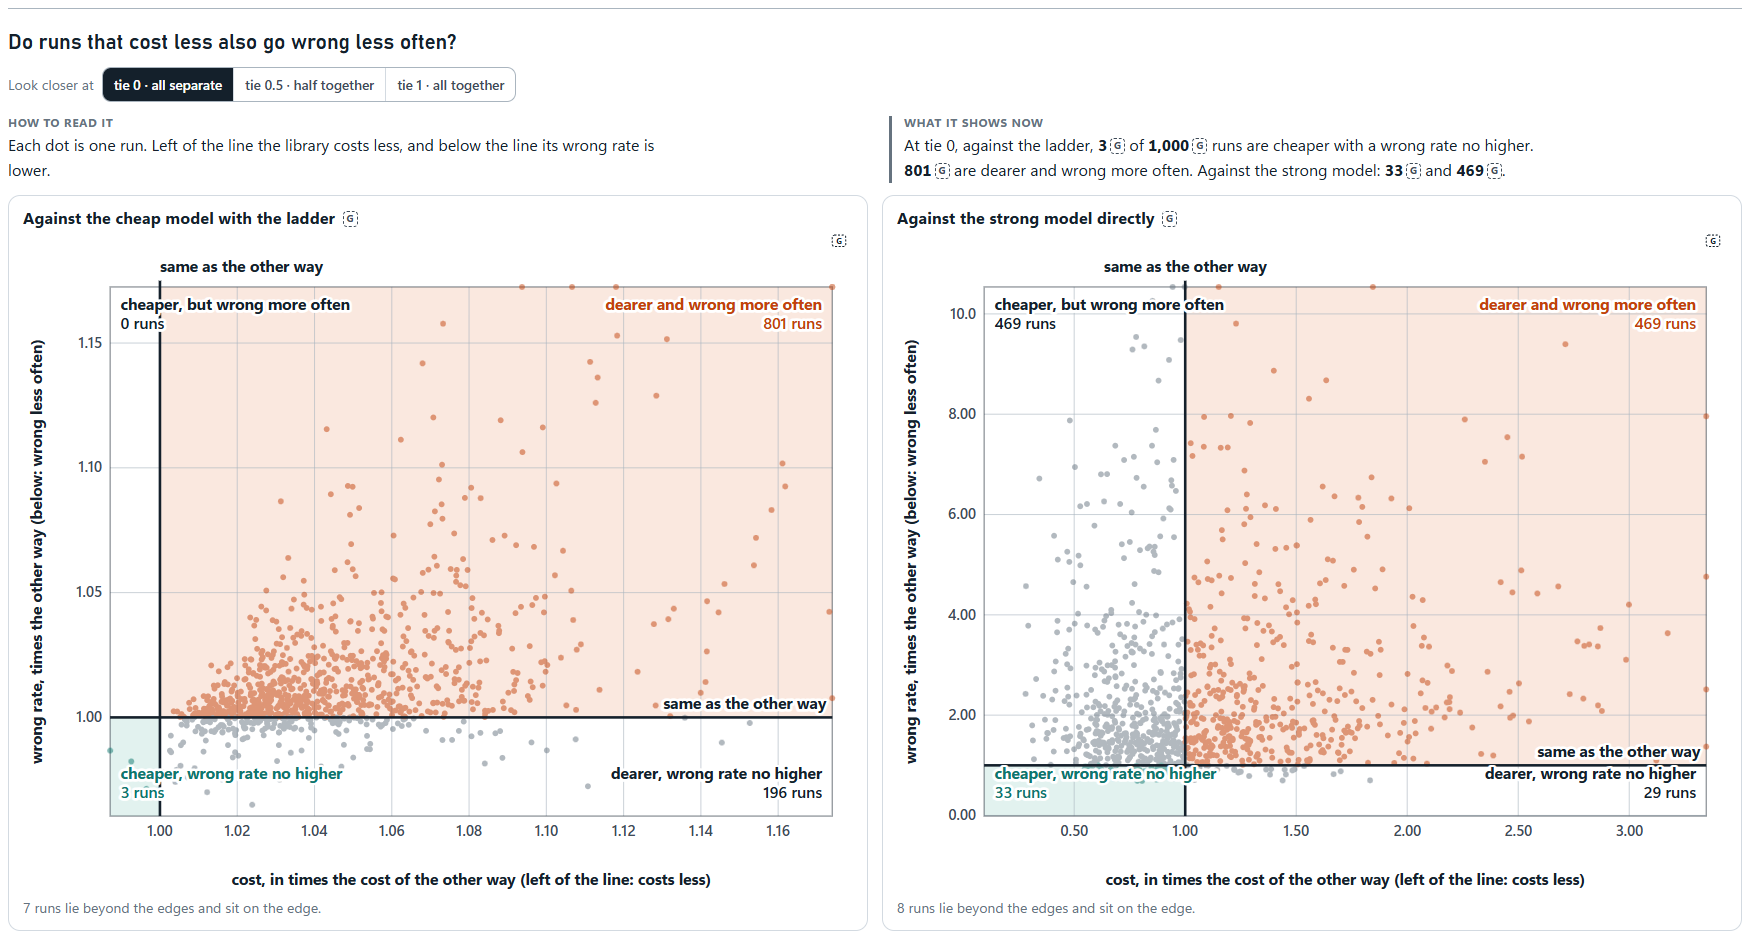 Do runs that cost less also go wrong less often?
Look closer at
tie 0 · all separate
tie 0.5 · half together
tie 1 · all together
HOW TO READ IT
Each dot is one run. Left of the line the library costs less, and below the line its wrong rate is
lower.
WHAT IT SHOWS NOW
At tie 0, against the ladder, 3 G of 1,000 G runs are cheaper with a wrong rate no higher.
801 G are dearer and wrong more often. Against the strong model: 33 G and 469 G.
Against the cheap model with the ladder G
G
same as the other way
cheaper, but wrong more often
0 runs
dearer and wrong more often
801 runs
wrong rate, times the other way (below: wrong less often)
1.15
1.10
1.05
1.00
same as the other way
cheaper, wrong rate no higher
3 runs
dearer, wrong rate no higher
196 runs
1.00 1.02 1.04 1.06 1.08 1.10 1.12 1.14 1.16
cost, in times the cost of the other way (left of the line: costs less)
7 runs lie beyond the edges and sit on the edge.
Against the strong model directly G
G
same as the other way
cheaper, but wrong more often
469 runs
dearer and wrong more often
469 runs
wrong rate, times the other way (below: wrong less often)
10.0
8.00
6.00
4.00
2.00
0.00
same as the other way
cheaper, wrong rate no higher
33 runs
dearer, wrong rate no higher
29 runs
0.50 1.00 1.50 2.00 2.50 3.00
cost, in times the cost of the other way (left of the line: costs less)
8 runs lie beyond the edges and sit on the edge.